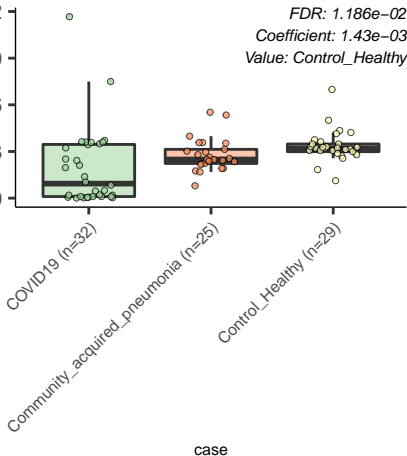 FDR: 1.186e−02
Coefficient: 1.43e−03
Value: Control_Healthy
COVID19 (n=32)
Community_acquired_pneumonia (n=25)
Control_Healthy (n=29)
case